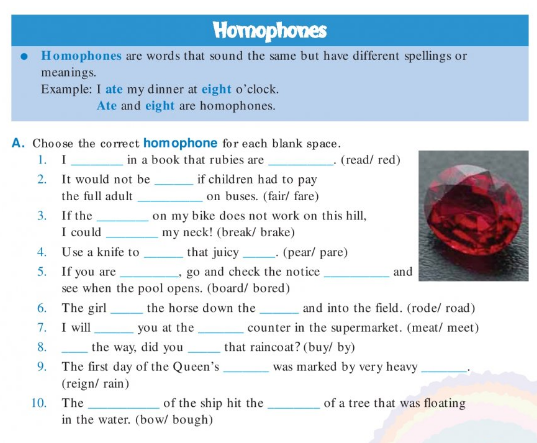 Homophones
● Homophones are words that sound the same but have different spellings or
meanings.
Example: I ate my dinner at eight o'clock.
Ate and eight are homophones.
A. Choose the correct homophone for each blank space.
1. I ________ in a book that rubies are __________. (read/ red)
2. It would not be ______ if children had to pay
the full adult __________ on buses. (fair/ fare)
3. If the ________ on my bike does not work on this hill,
I could ________ my neck! (break/ brake)
4. Use a knife to ______ that juicy _____. (pear/ pare)
5. If you are _________, go and check the notice __________ and
see when the pool opens. (board/ bored)
6. The girl _____ the horse down the ______ and into the field. (rode/ road)
7. I will ______ you at the _______ counter in the supermarket. (meat/ meet)
8. ____ the way, did you _____ that raincoat? (buy/ by)
9. The first day of the Queen's _______ was marked by very heavy _______.
(reign/ rain)
10. The ___________ of the ship hit the ________ of a tree that was floating
in the water. (bow/ bough)